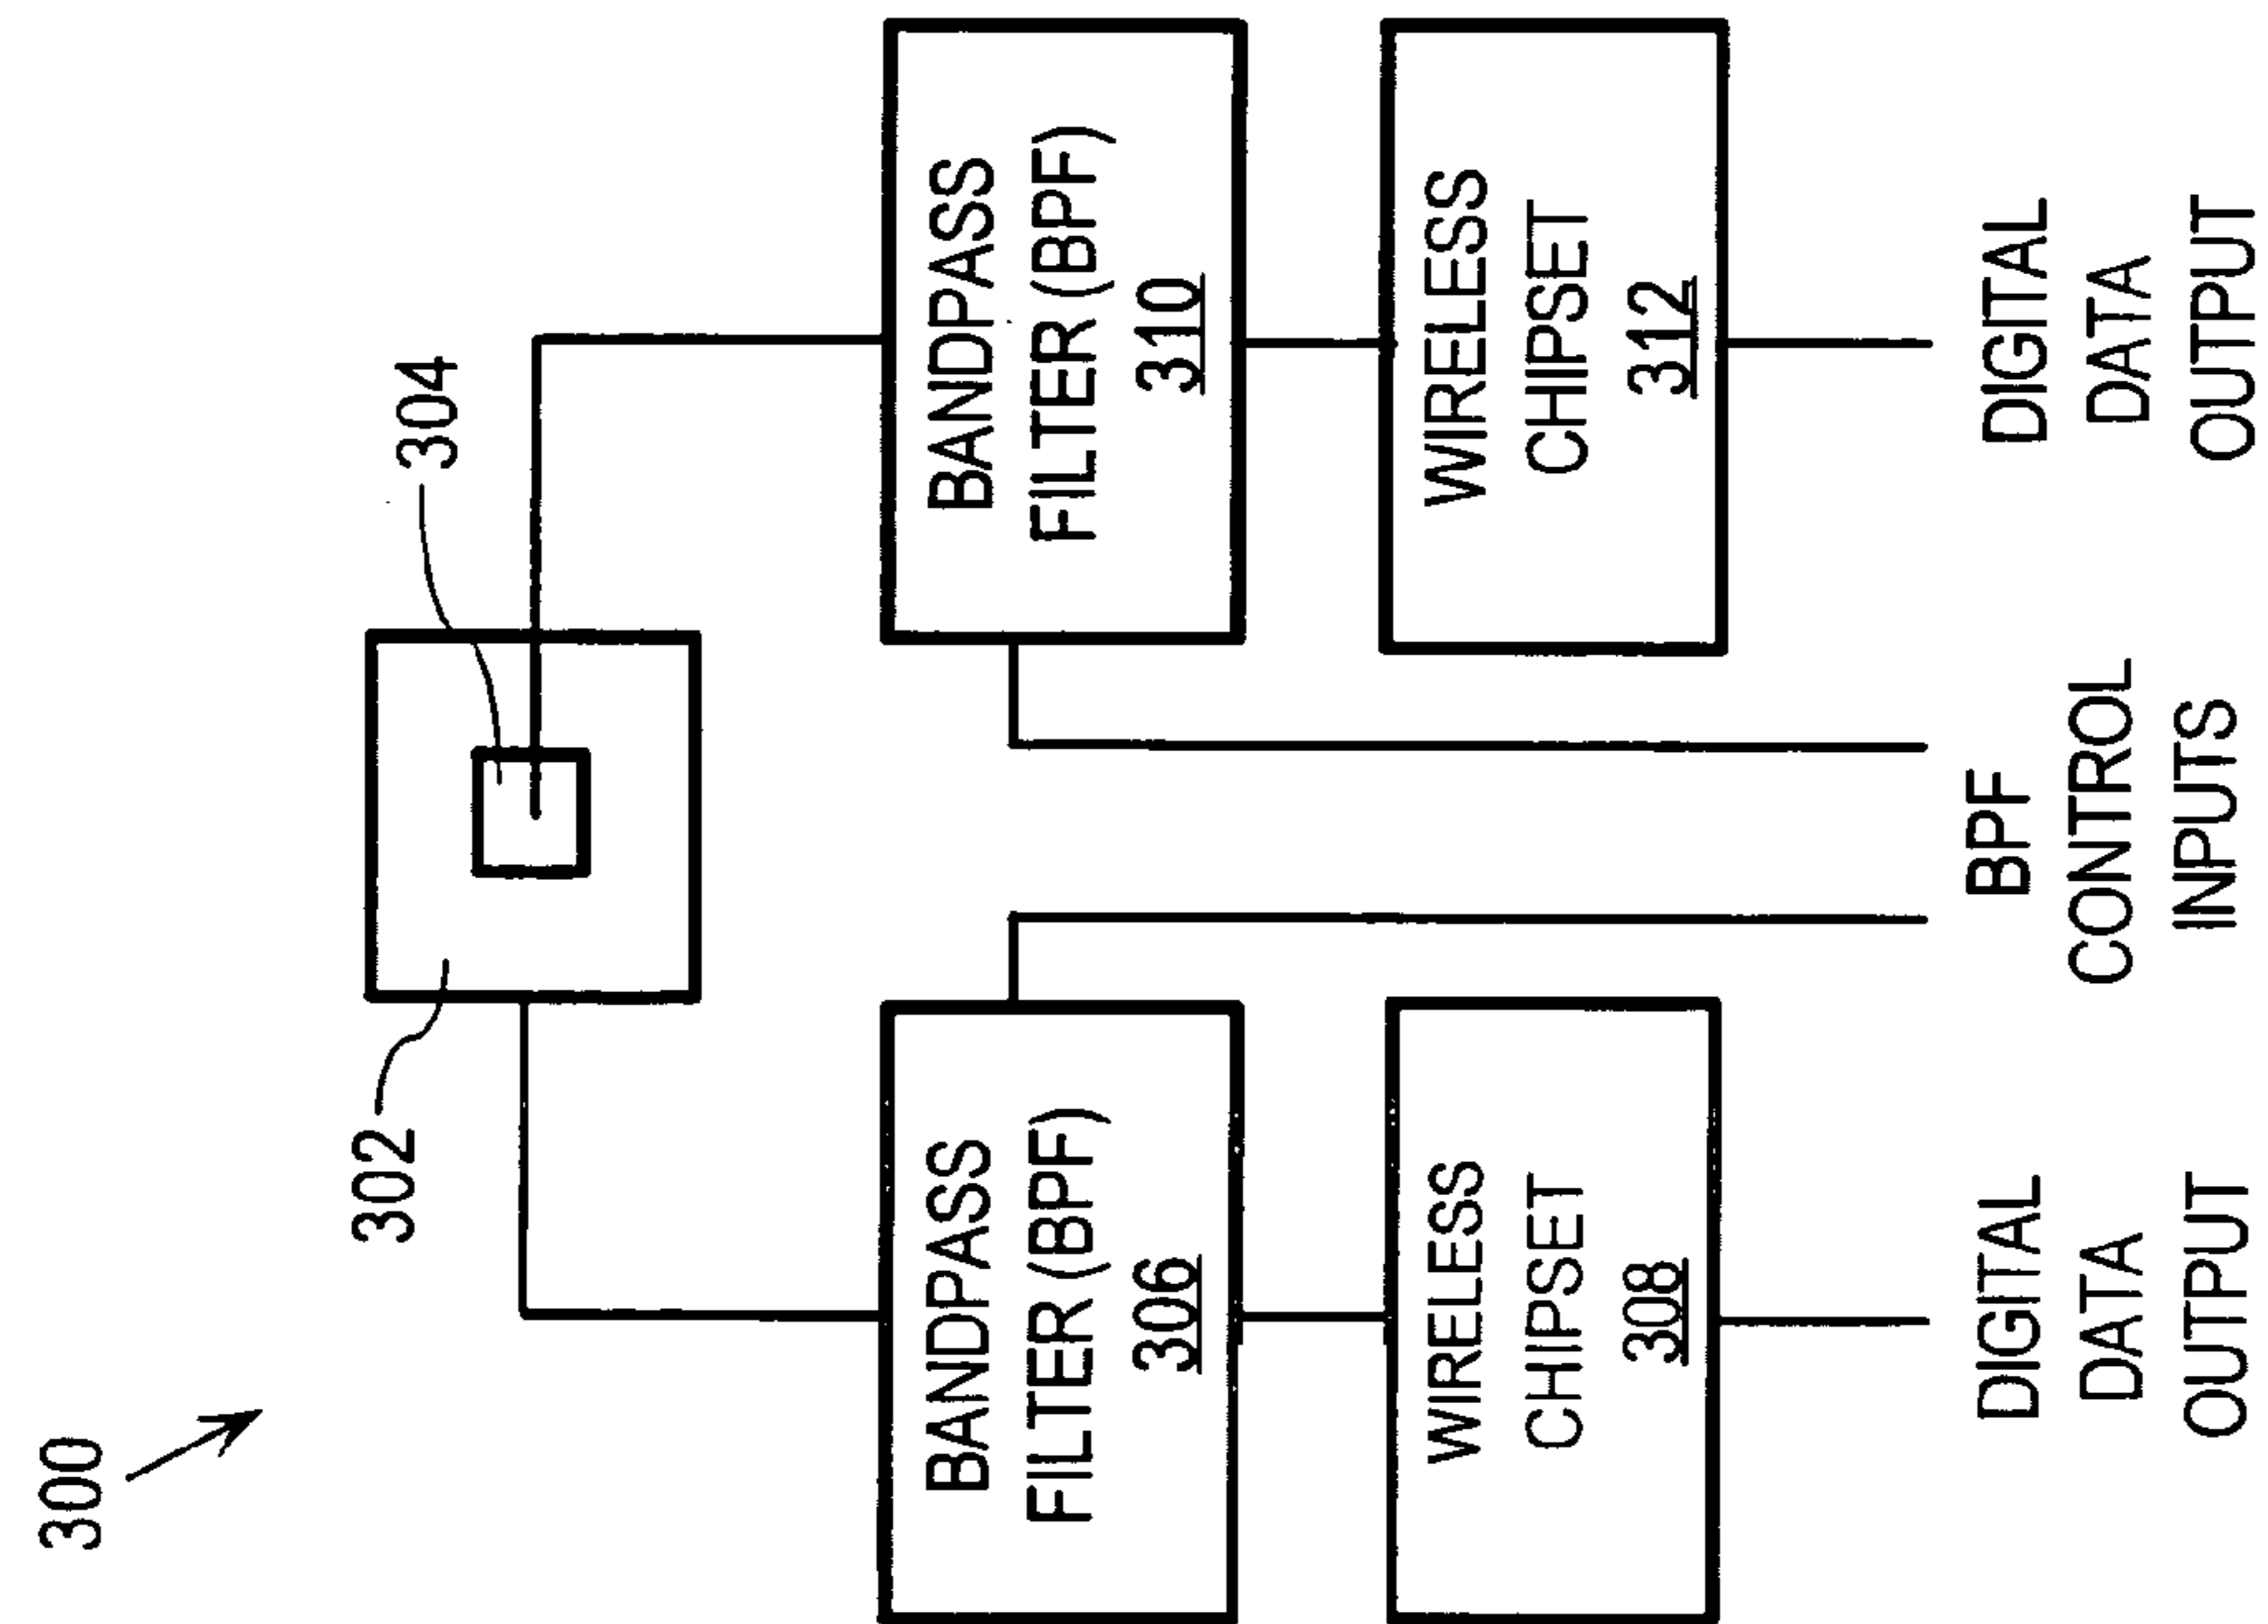 300
302
304
BANDPASS
FILTER (BPF)
306
BANDPASS
FILTER (BPF)
310
WIRELESS
CHIPSET
308
WIRELESS
CHIPSET
312
DIGITAL
DATA
OUTPUT
BPF
CONTROL
INPUTS
DIGITAL
DATA
OUTPUT